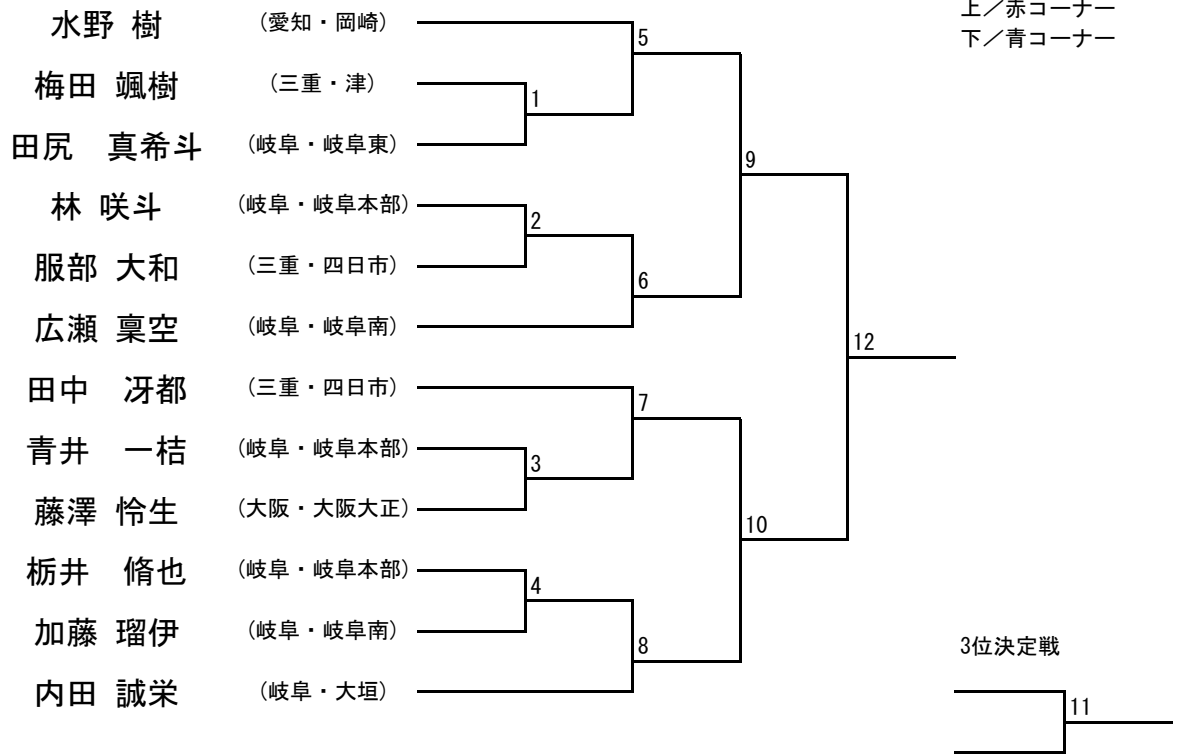 上／赤コーナー
下／青コーナー
水野 樹 (愛知・岡崎)
5
梅田 颯樹 (三重・津)
1
田尻　真希斗 (岐阜・岐阜東)
9
林 咲斗 (岐阜・岐阜本部)
2
服部 大和 (三重・四日市)
6
広瀬 稟空 (岐阜・岐阜南)
12
田中　冴都 (三重・四日市)
7
青井　一桔 (岐阜・岐阜本部)
3
藤澤 怜生 (大阪・大阪大正)
10
栃井　脩也 (岐阜・岐阜本部)
4
加藤 瑠伊 (岐阜・岐阜南)
8
3位決定戦
内田 誠栄 (岐阜・大垣)
11